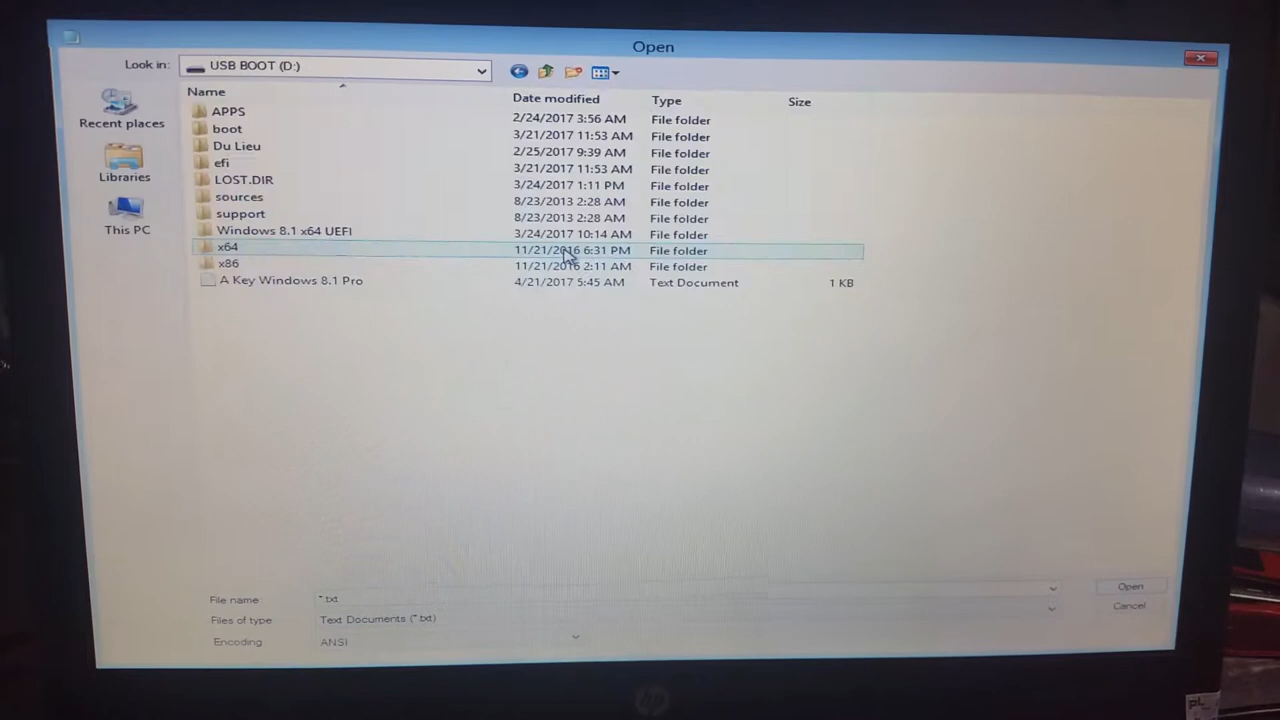 Open
Look in: USB BOOT (D:)
Name Date modified Type Size
Recent places
Libraries
This PC
APPS 2/24/2017 3:56 AM File folder
boot 3/21/2017 11:53 AM File folder
Du Lieu 2/25/2017 9:39 AM File folder
efi 3/21/2017 11:53 AM File folder
LOST.DIR 3/24/2017 1:11 PM File folder
sources 8/23/2013 2:28 AM File folder
support 8/23/2013 2:28 AM File folder
Windows 8.1 x64 UEFI 3/24/2017 10:14 AM File folder
x64 11/21/2016 6:31 PM File folder
x86 11/21/2016 2:11 AM File folder
A Key Windows 8.1 Pro 4/21/2017 5:45 AM Text Document 1 KB
File name: *.txt Open
Files of type: Text Documents (*.txt) Cancel
Encoding: ANSI
hp